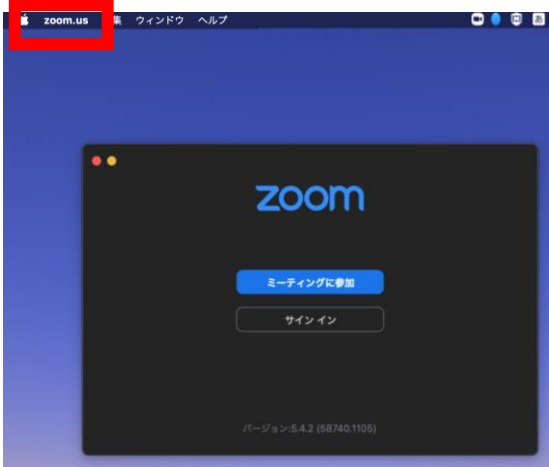 zoom.us 集 ウィンドウ ヘルプ
あ
zoom
ミーティングに参加
サイン イン
バージョン:5.4.2 (58740.1105)